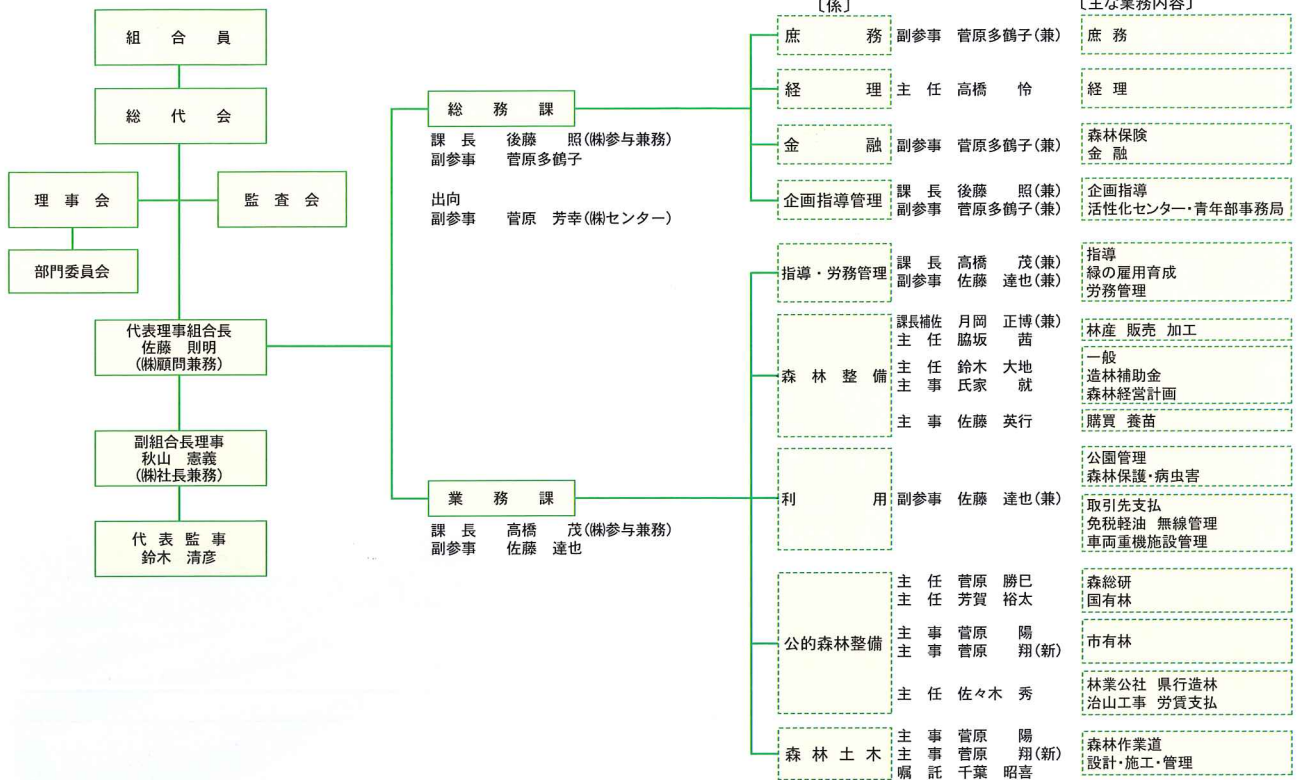 〔係〕
〔主な業務内容〕
組合員
総代会
理事会
監査会
部門委員会
代表理事組合長
佐藤 則明
(㈱顧問兼務)
副組合長理事
秋山 憲義
(㈱社長兼務)
代表監事
鈴木 清彦
総務課
課長 後藤 照(㈱参与兼務)
副参事 菅原多鶴子
出向
副参事 菅原 芳幸(㈱センター)
業務課
課長 高橋 茂(㈱参与兼務)
副参事 佐藤 達也
庶務 副参事 菅原多鶴子(兼) 庶務
経理 主任 高橋 怜 経理
金融 副参事 菅原多鶴子(兼)
森林保険
金融
企画指導管理
課長 後藤 照(兼)
副参事 菅原多鶴子(兼)
企画指導
活性化センター・青年部事務局
指導・労務管理
課長 高橋 茂(兼)
副参事 佐藤 達也(兼)
指導
緑の雇用育成
労務管理
森林整備
課長補佐 月岡 正博(兼)
主任 脇坂 茜
林産 販売 加工
主任 鈴木 大地
主事 氏家 就
一般
造林補助金
森林経営計画
主事 佐藤 英行 購買 養苗
利用 副参事 佐藤 達也(兼)
公園管理
森林保護・病虫害
取引先支払
免税軽油 無線管理
車両重機施設管理
公的森林整備
主任 菅原 勝巳
主任 芳賀 裕太
森総研
国有林
主事 菅原 陽
主事 菅原 翔(新)
市有林
主任 佐々木 秀
林業公社 県行造林
治山工事 労賃支払
森林土木
主事 菅原 陽
主事 菅原 翔(新)
嘱託 千葉 昭喜
森林作業道
設計・施工・管理